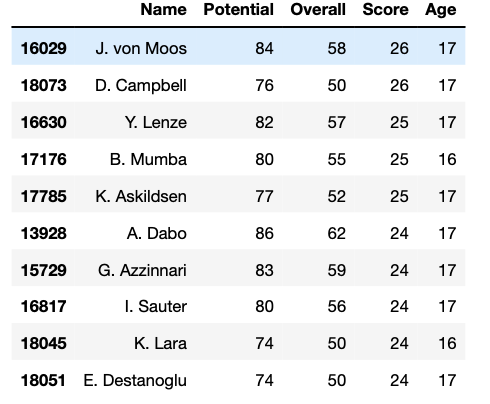 Name Potential Overall Score Age
16029 J. von Moos 84 58 26 17
18073 D. Campbell 76 50 26 17
16630 Y. Lenze 82 57 25 17
17176 B. Mumba 80 55 25 16
17785 K. Askildsen 77 52 25 17
13928 A. Dabo 86 62 24 17
15729 G. Azzinnari 83 59 24 17
16817 I. Sauter 80 56 24 17
18045 K. Lara 74 50 24 16
18051 E. Destanoglu 74 50 24 17